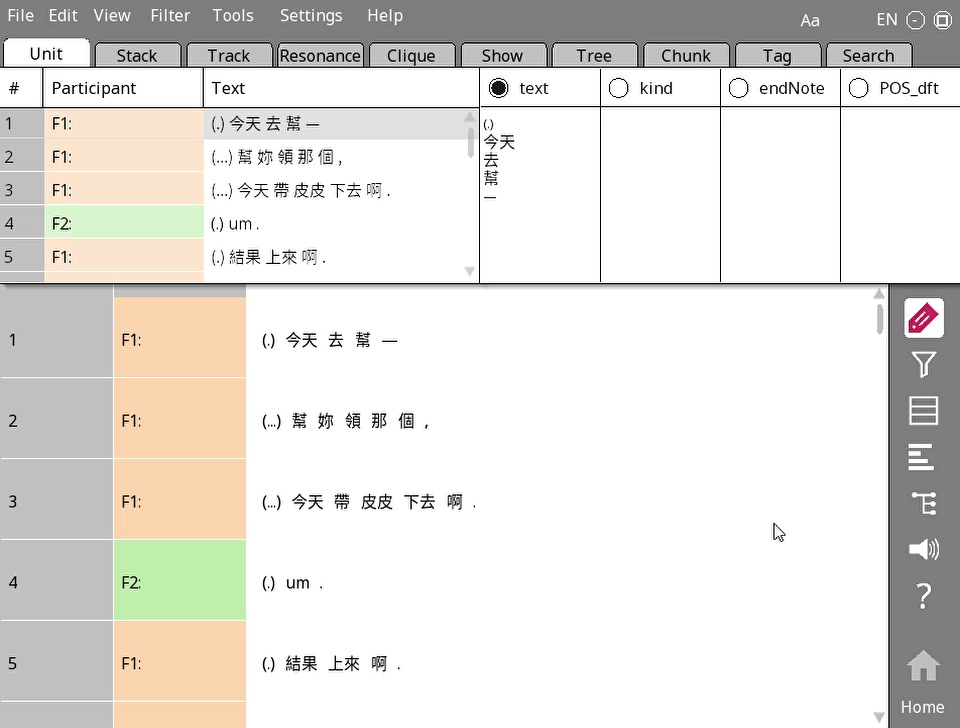 File Edit View Filter Tools Settings Help Aa EN
Unit Stack Track Resonance Clique Show Tree Chunk Tag Search
# Participant Text text kind endNote POS_dft
1 F1: (.) 今天 去 幫 —
2 F1: (...) 幫 妳 領 那 個 ,
3 F1: (...) 今天 帶 皮皮 下去 啊 .
4 F2: (.) um .
5 F1: (.) 結果 上來 啊 .
(.)
今天
去
幫
—
1 F1: (.) 今天 去 幫 —
2 F1: (...) 幫 妳 領 那 個 ,
3 F1: (...) 今天 帶 皮皮 下去 啊 .
4 F2: (.) um .
5 F1: (.) 結果 上來 啊 .
?
Home